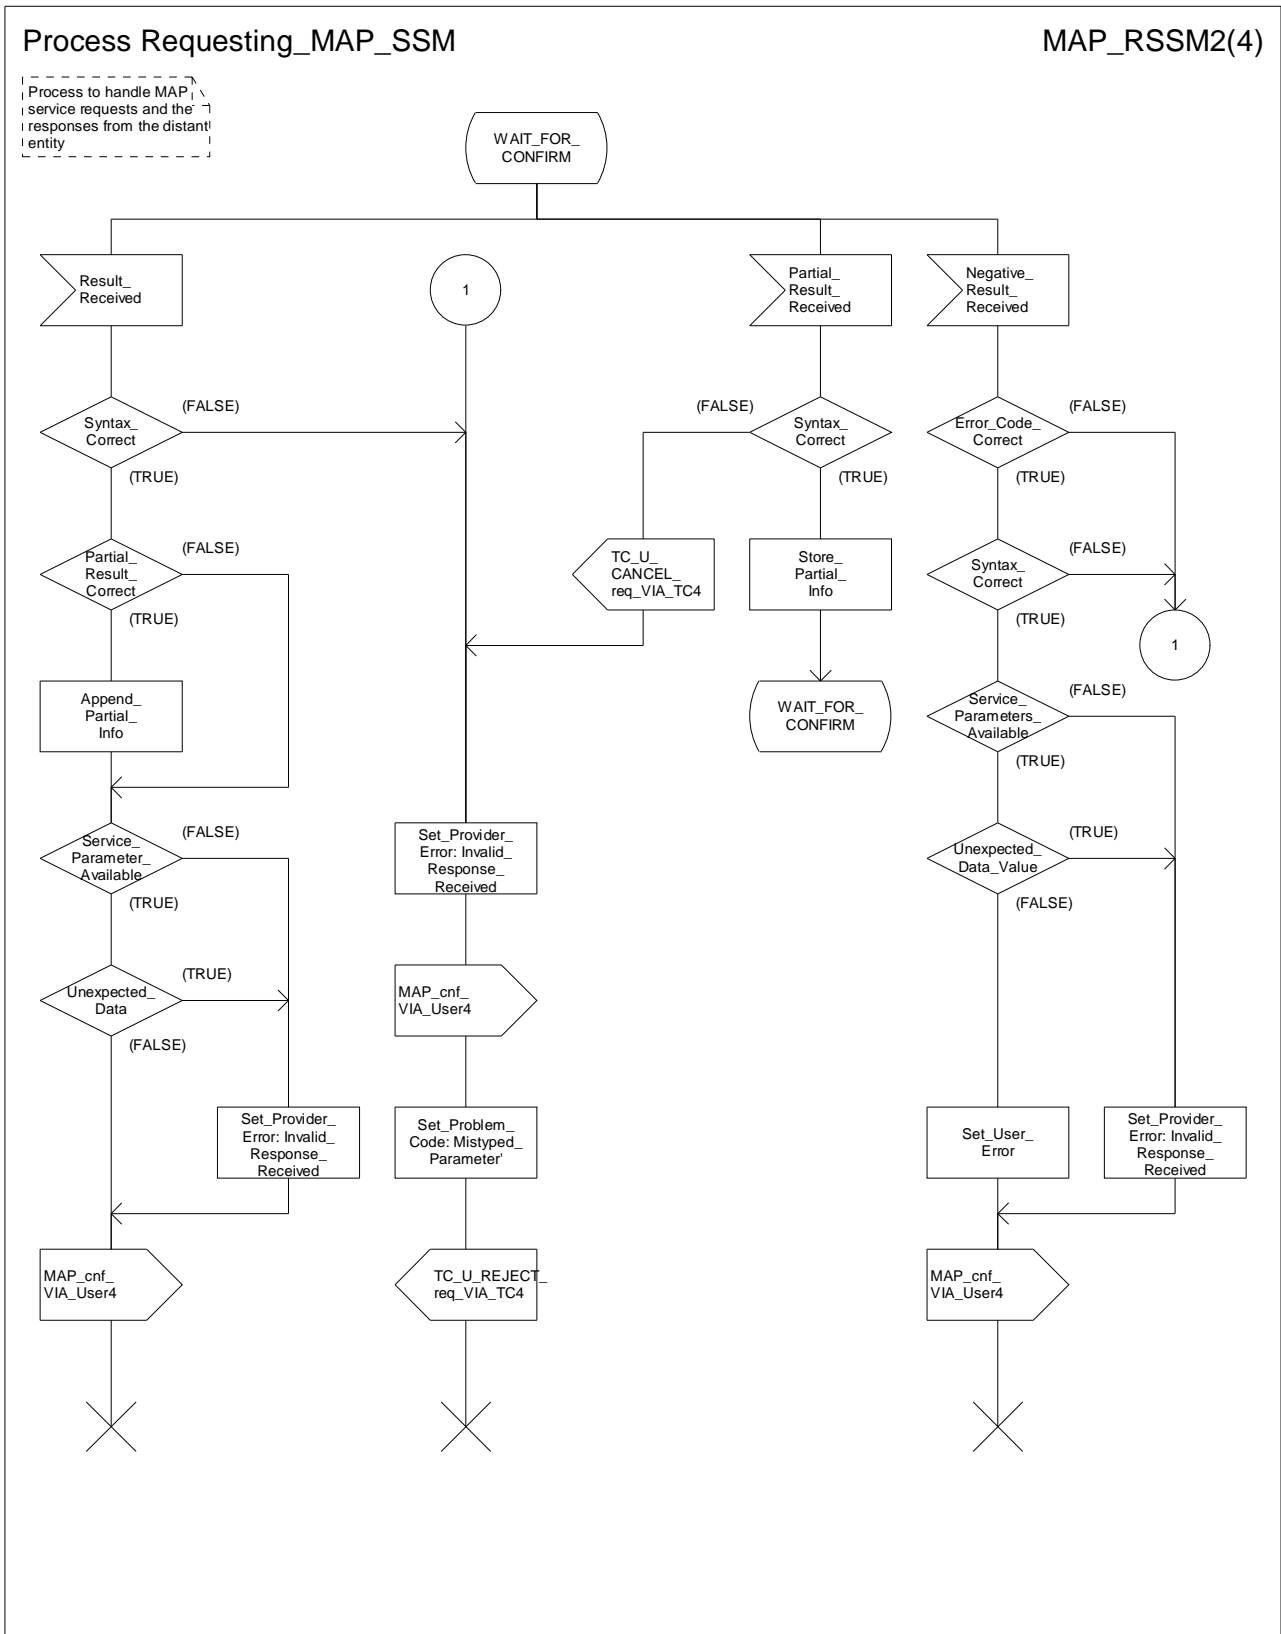 Process Requesting_MAP_SSM
MAP_RSSM2(4)
Process to handle MAP
service requests and the
responses from the distant
entity
WAIT_FOR_
CONFIRM
Result_
Received
1
Partial_
Result_
Received
Negative_
Result_
Received
Syntax_
Correct
(FALSE)
(TRUE)
(FALSE)
Syntax_
Correct
(TRUE)
Error_Code_
Correct
(FALSE)
(TRUE)
Partial_
Result_
Correct
(FALSE)
(TRUE)
TC_U_
CANCEL_
req_VIA_TC4
Store_
Partial_
Info
Syntax_
Correct
(FALSE)
(TRUE)
1
Append_
Partial_
Info
WAIT_FOR_
CONFIRM
Service_
Parameters_
Available
(FALSE)
(TRUE)
Service_
Parameter_
Available
(FALSE)
(TRUE)
Set_Provider_
Error: Invalid_
Response_
Received
Unexpected_
Data_Value
(TRUE)
(FALSE)
Unexpected_
Data
(TRUE)
(FALSE)
MAP_cnf_
VIA_User4
Set_Provider_
Error: Invalid_
Response_
Received
Set_Problem_
Code: Mistyped_
Parameter'
Set_User_
Error
Set_Provider_
Error: Invalid_
Response_
Received
MAP_cnf_
VIA_User4
TC_U_REJECT_
req_VIA_TC4
MAP_cnf_
VIA_User4